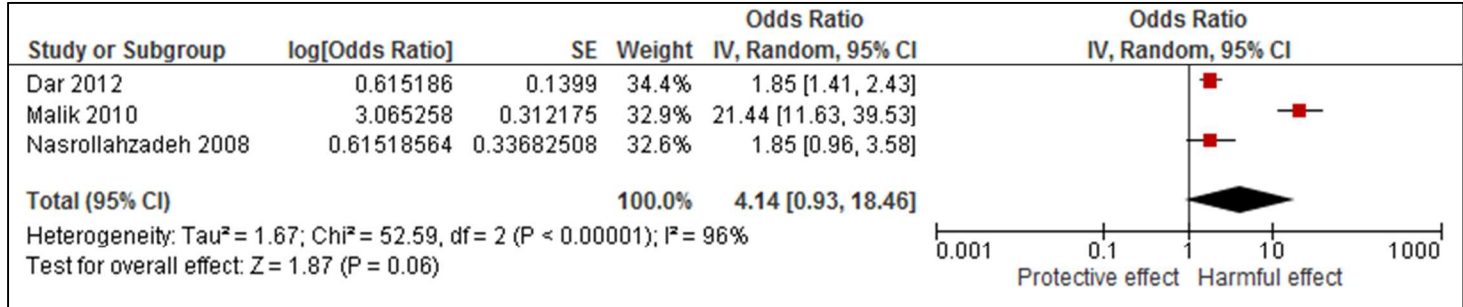 Odds Ratio Odds Ratio
Study or Subgroup log[Odds Ratio] SE Weight IV, Random, 95% CI IV, Random, 95% CI
Dar 2012 0.615186 0.1399 34.4% 1.85 [1.41, 2.43]
Malik 2010 3.065258 0.312175 32.9% 21.44 [11.63, 39.53]
Nasrollahzadeh 2008 0.61518564 0.33682508 32.6% 1.85 [0.96, 3.58]
Total (95% CI) 100.0% 4.14 [0.93, 18.46]
Heterogeneity: Tau² = 1.67; Chi² = 52.59, df = 2 (P < 0.00001); I² = 96%
Test for overall effect: Z = 1.87 (P = 0.06)
0.001 0.1 1 10 1000
Protective effect Harmful effect